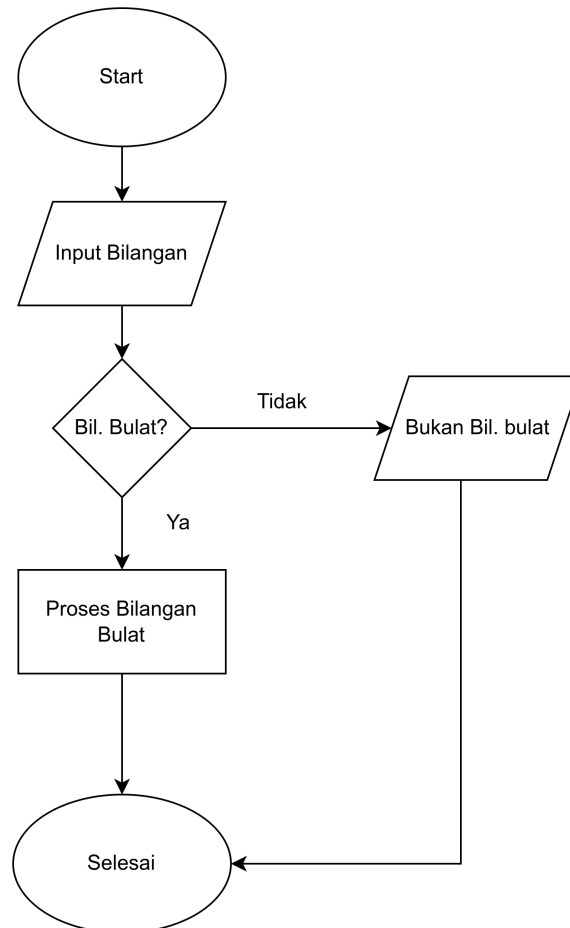 Start
Input Bilangan
Bil. Bulat?
Tidak
Bukan Bil. bulat
Ya
Proses Bilangan
Bulat
Selesai